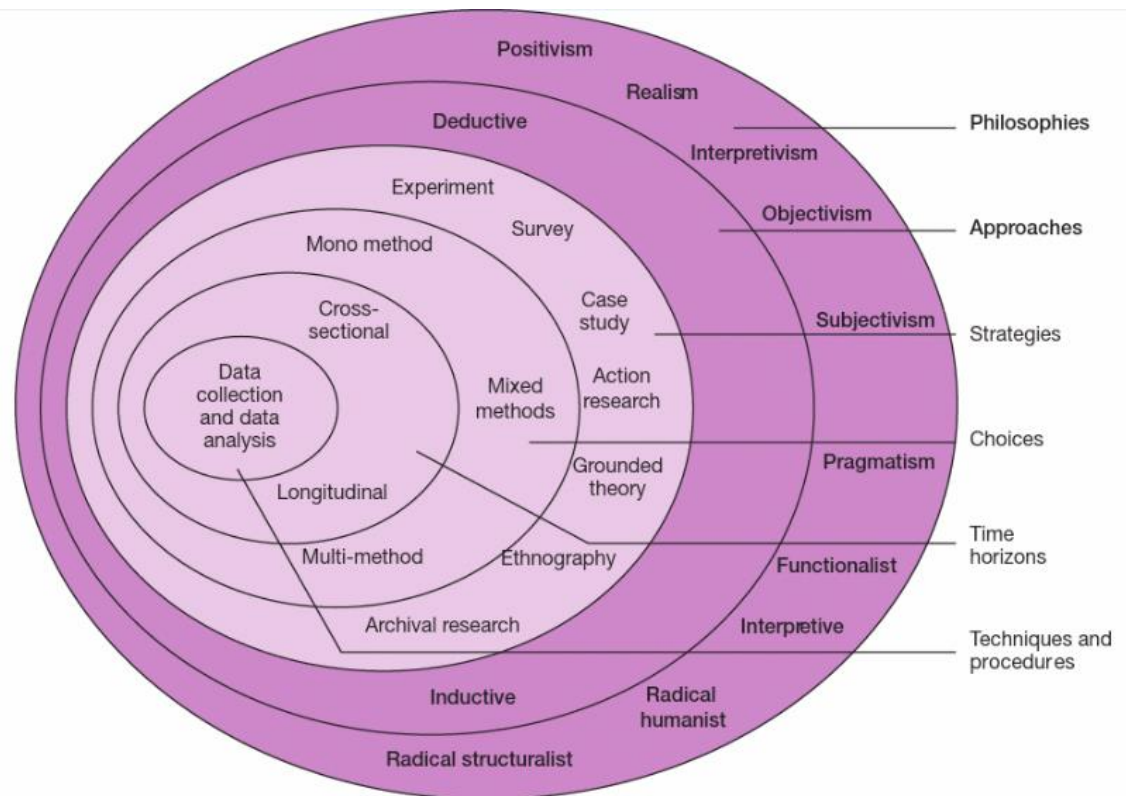 Positivism
Realism
Philosophies
Deductive
Interpretivism
Experiment
Objectivism
Approaches
Survey
Mono method
Case
study
Cross-
sectional
Subjectivism
Strategies
Data
collection
and data
analysis
Mixed
methods
Action
research
Choices
Pragmatism
Grounded
theory
Longitudinal
Time
horizons
Multi-method
Ethnography
Functionalist
Archival research
Interpretive
Techniques and
procedures
Inductive
Radical
humanist
Radical structuralist